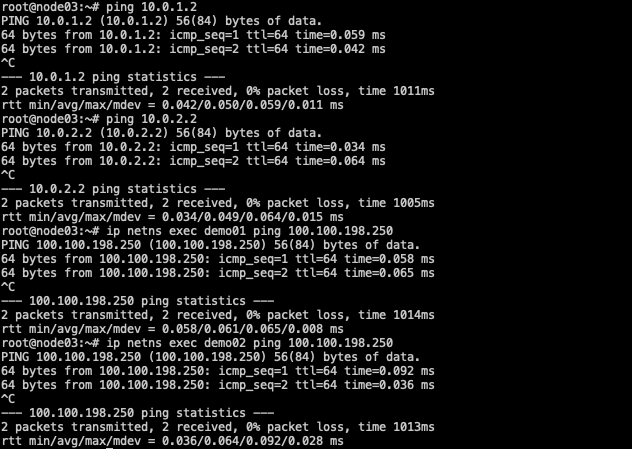 root@node03:~# ping 10.0.1.2
PING 10.0.1.2 (10.0.1.2) 56(84) bytes of data.
64 bytes from 10.0.1.2: icmp_seq=1 ttl=64 time=0.059 ms
64 bytes from 10.0.1.2: icmp_seq=2 ttl=64 time=0.042 ms
^C
--- 10.0.1.2 ping statistics ---
2 packets transmitted, 2 received, 0% packet loss, time 1011ms
rtt min/avg/max/mdev = 0.042/0.050/0.059/0.011 ms
root@node03:~# ping 10.0.2.2
PING 10.0.2.2 (10.0.2.2) 56(84) bytes of data.
64 bytes from 10.0.2.2: icmp_seq=1 ttl=64 time=0.034 ms
64 bytes from 10.0.2.2: icmp_seq=2 ttl=64 time=0.064 ms
^C
--- 10.0.2.2 ping statistics ---
2 packets transmitted, 2 received, 0% packet loss, time 1005ms
rtt min/avg/max/mdev = 0.034/0.049/0.064/0.015 ms
root@node03:~# ip netns exec demo01 ping 100.100.198.250
PING 100.100.198.250 (100.100.198.250) 56(84) bytes of data.
64 bytes from 100.100.198.250: icmp_seq=1 ttl=64 time=0.058 ms
64 bytes from 100.100.198.250: icmp_seq=2 ttl=64 time=0.065 ms
^C
--- 100.100.198.250 ping statistics ---
2 packets transmitted, 2 received, 0% packet loss, time 1014ms
rtt min/avg/max/mdev = 0.058/0.061/0.065/0.008 ms
root@node03:~# ip netns exec demo02 ping 100.100.198.250
PING 100.100.198.250 (100.100.198.250) 56(84) bytes of data.
64 bytes from 100.100.198.250: icmp_seq=1 ttl=64 time=0.092 ms
64 bytes from 100.100.198.250: icmp_seq=2 ttl=64 time=0.036 ms
^C
--- 100.100.198.250 ping statistics ---
2 packets transmitted, 2 received, 0% packet loss, time 1013ms
rtt min/avg/max/mdev = 0.036/0.064/0.092/0.028 ms